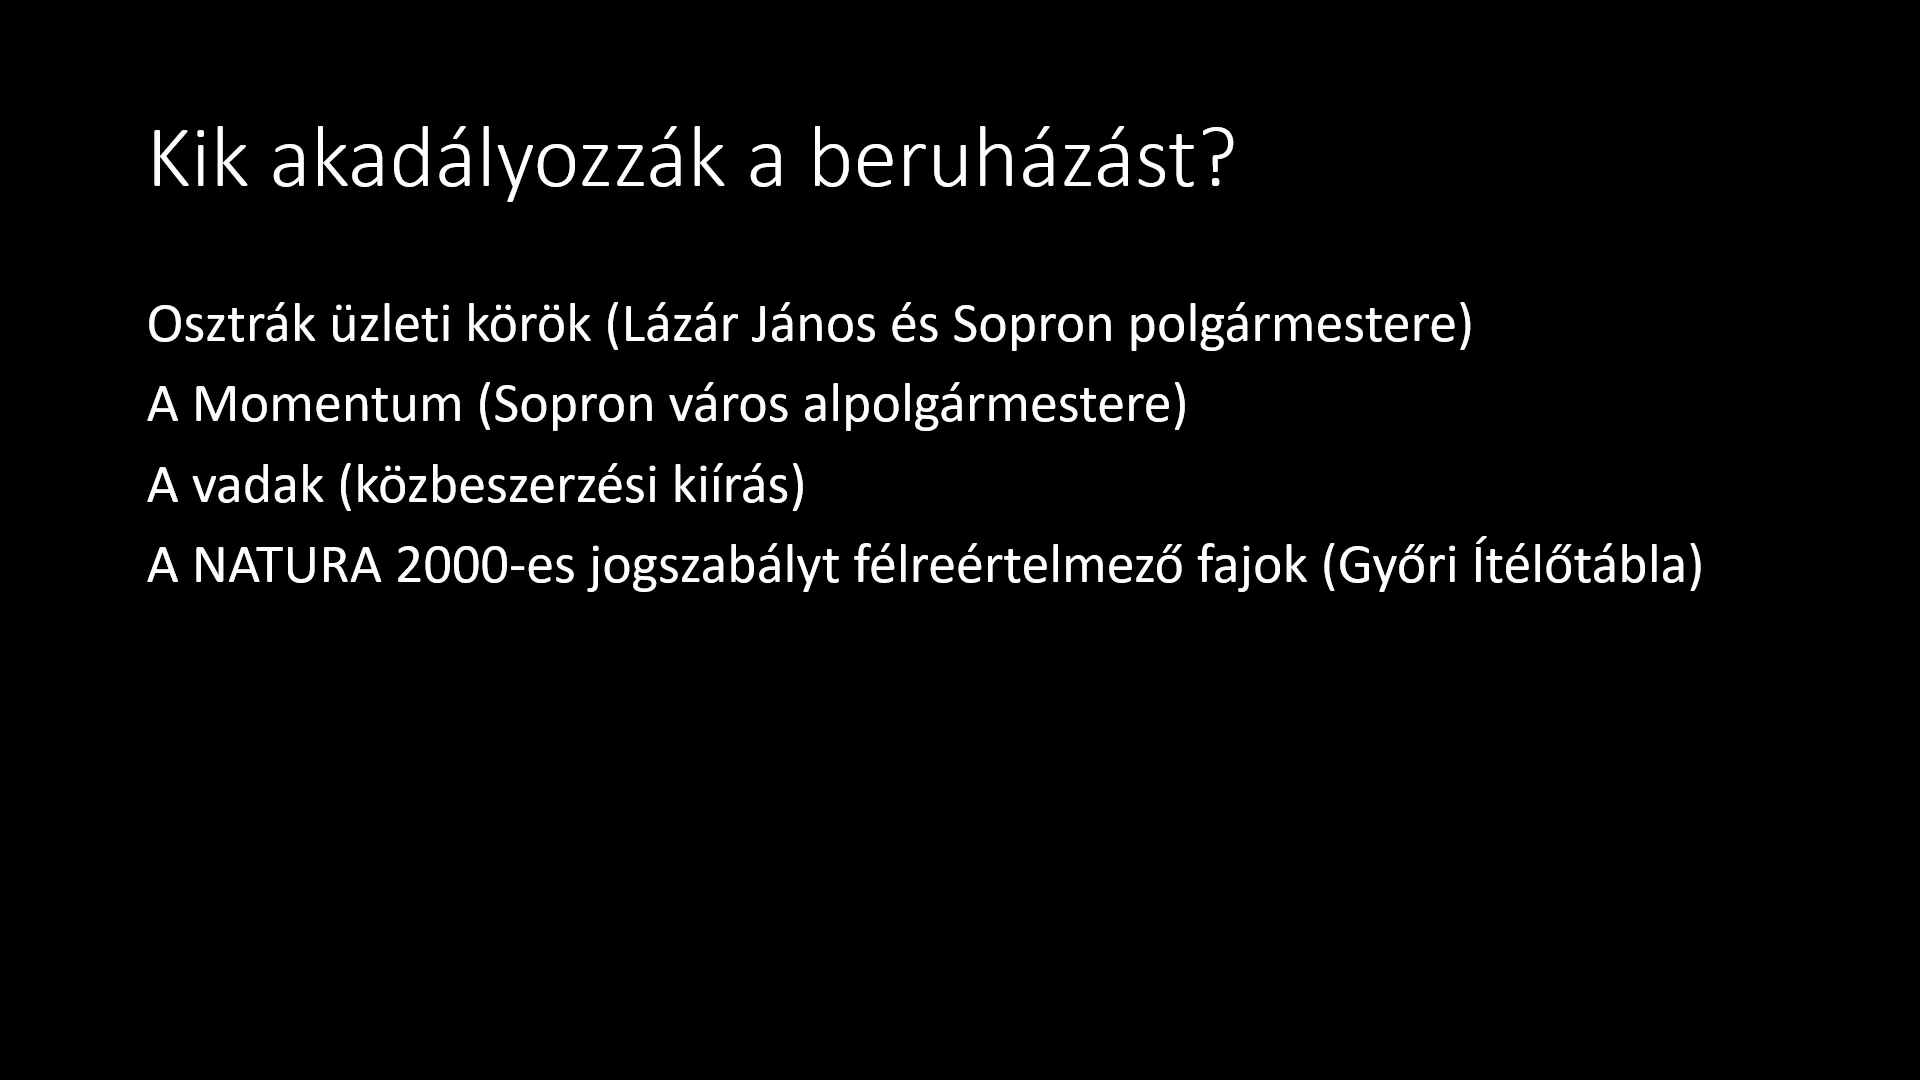 Kik akadályozzák a beruházást?
Osztrák üzleti körök (Lázár János és Sopron polgármestere)
A Momentum (Sopron város alpolgármestere)
A vadak (közbeszerzési kiírás)
A NATURA 2000-es jogszabályt félreértelmező fajok (Győri Ítélőtábla)